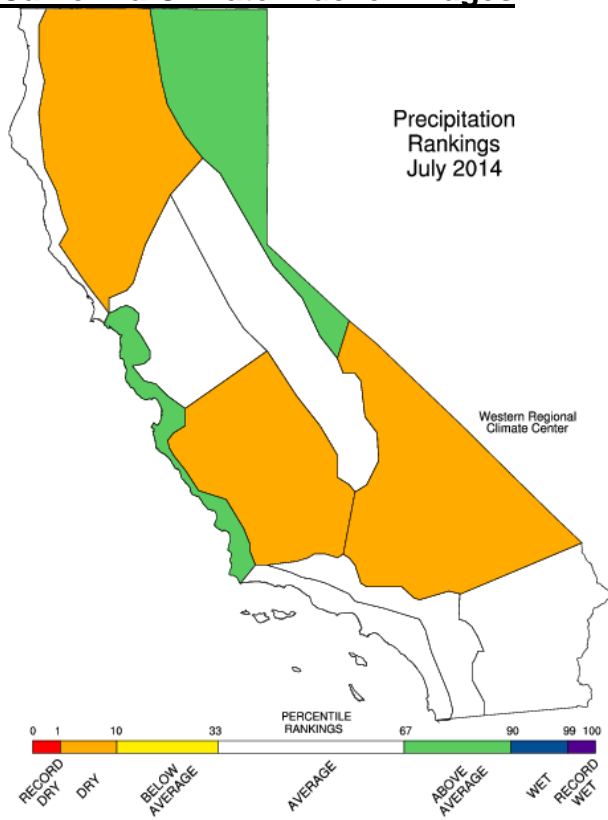 Precipitation
Rankings
July 2014
Western Regional
Climate Center
PERCENTILE
RANKINGS
0 1 10 33 67 90 99 100
RECORD
DRY
DRY
BELOW
AVERAGE
AVERAGE
ABOVE
AVERAGE
WET
RECORD
WET